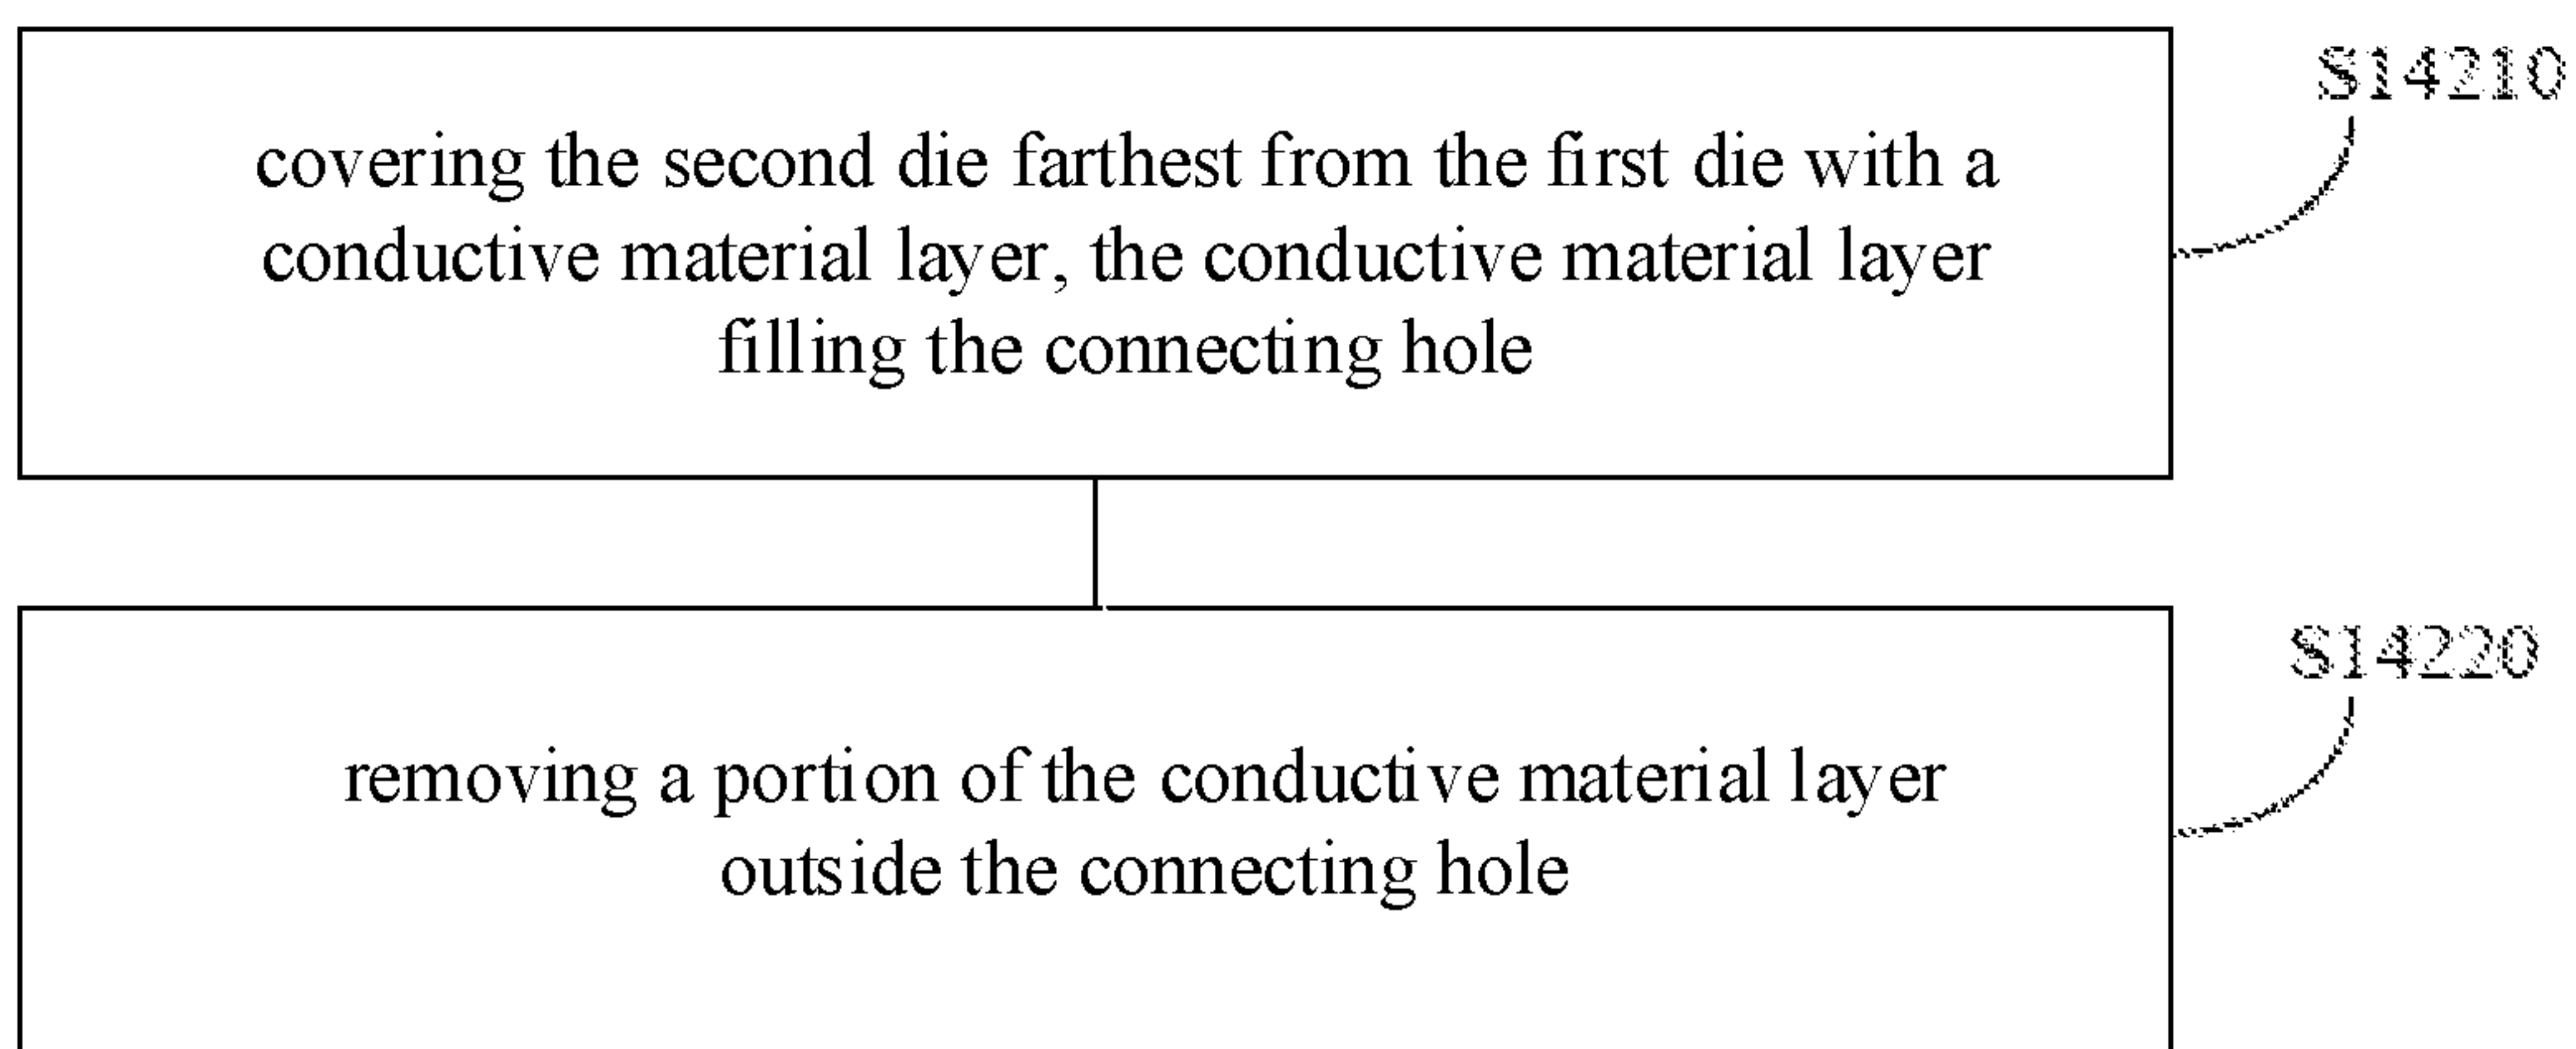 S14210
covering the second die farthest from the first die with a
conductive material layer, the conductive material layer
filling the connecting hole
S14220
removing a portion of the conductive material layer
outside the connecting hole